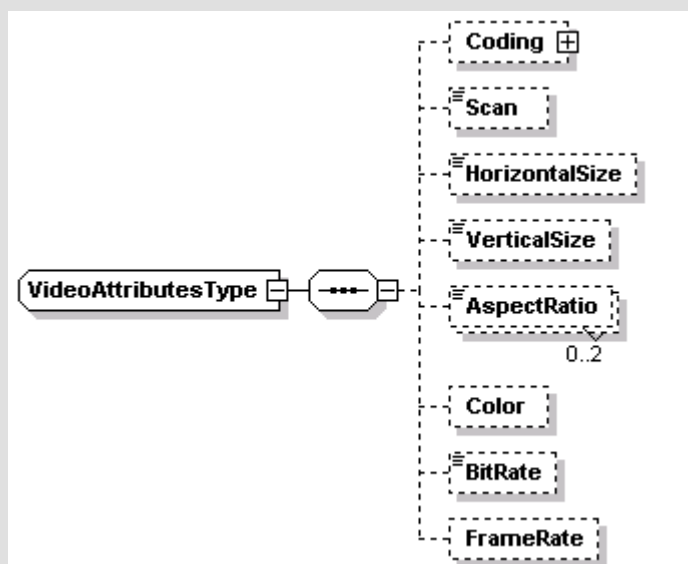 Coding
Scan
HorizontalSize
VerticalSize
VideoAttributesType
AspectRatio
0..2
Color
BitRate
FrameRate